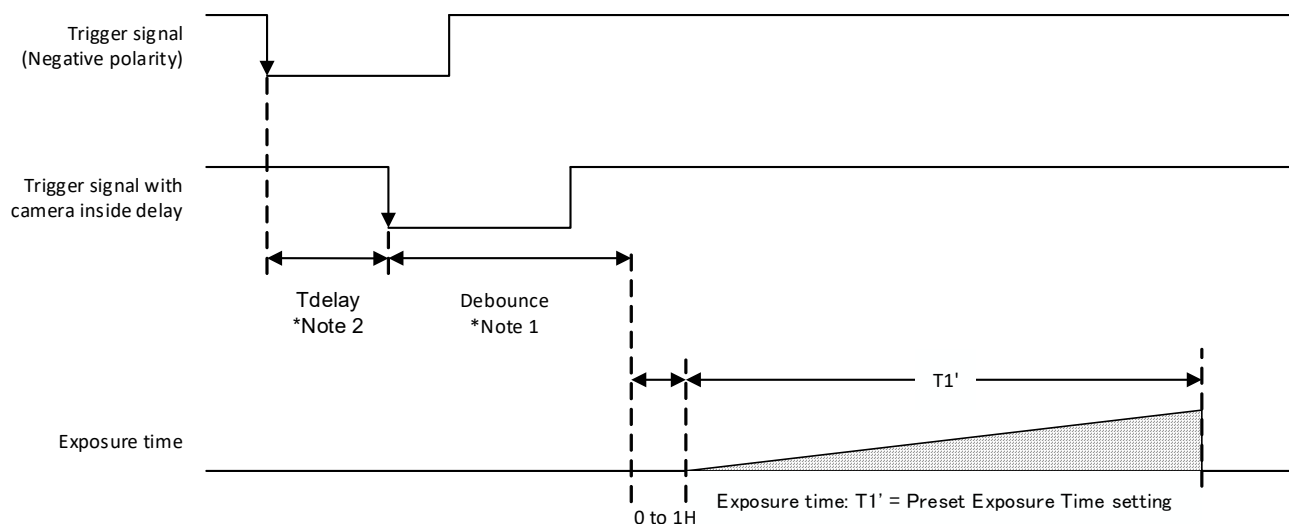 Trigger signal
(Negative polarity)
Trigger signal with
camera inside delay
Tdelay
*Note 2
Debounce
*Note 1
T1'
Exposure time
0 to 1H
Exposure time: T1' = Preset Exposure Time setting